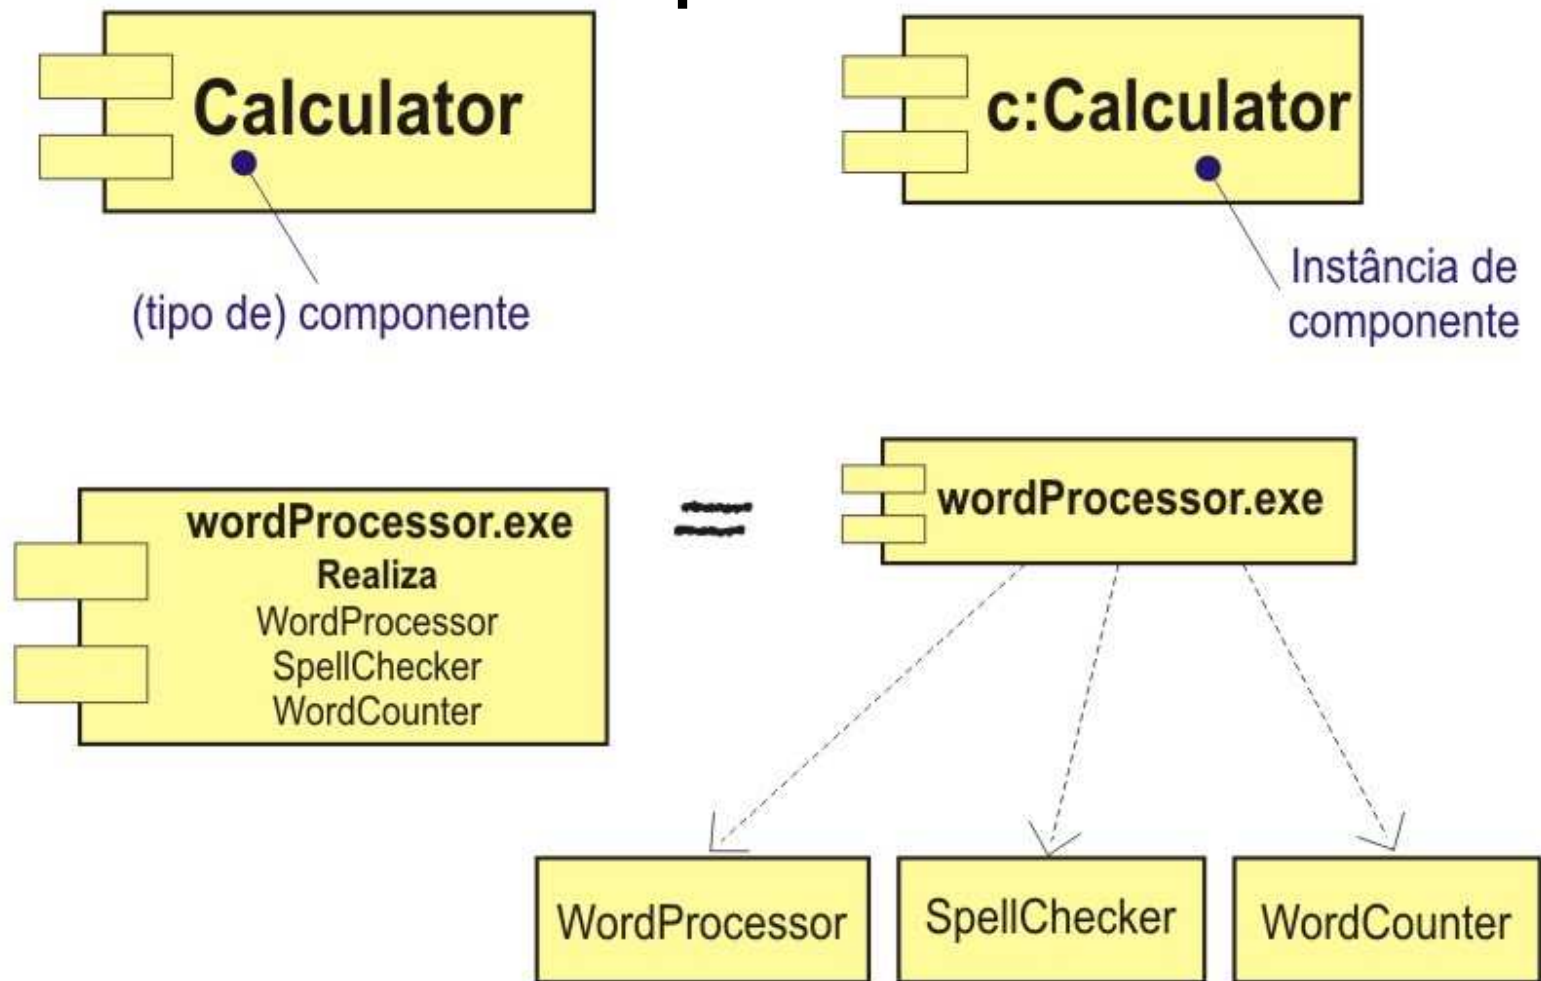 Calculator
c:Calculator
(tipo de) componente
Instância de
componente
wordProcessor.exe
Realiza
WordProcessor
SpellChecker
WordCounter
=
wordProcessor.exe
WordProcessor
SpellChecker
WordCounter